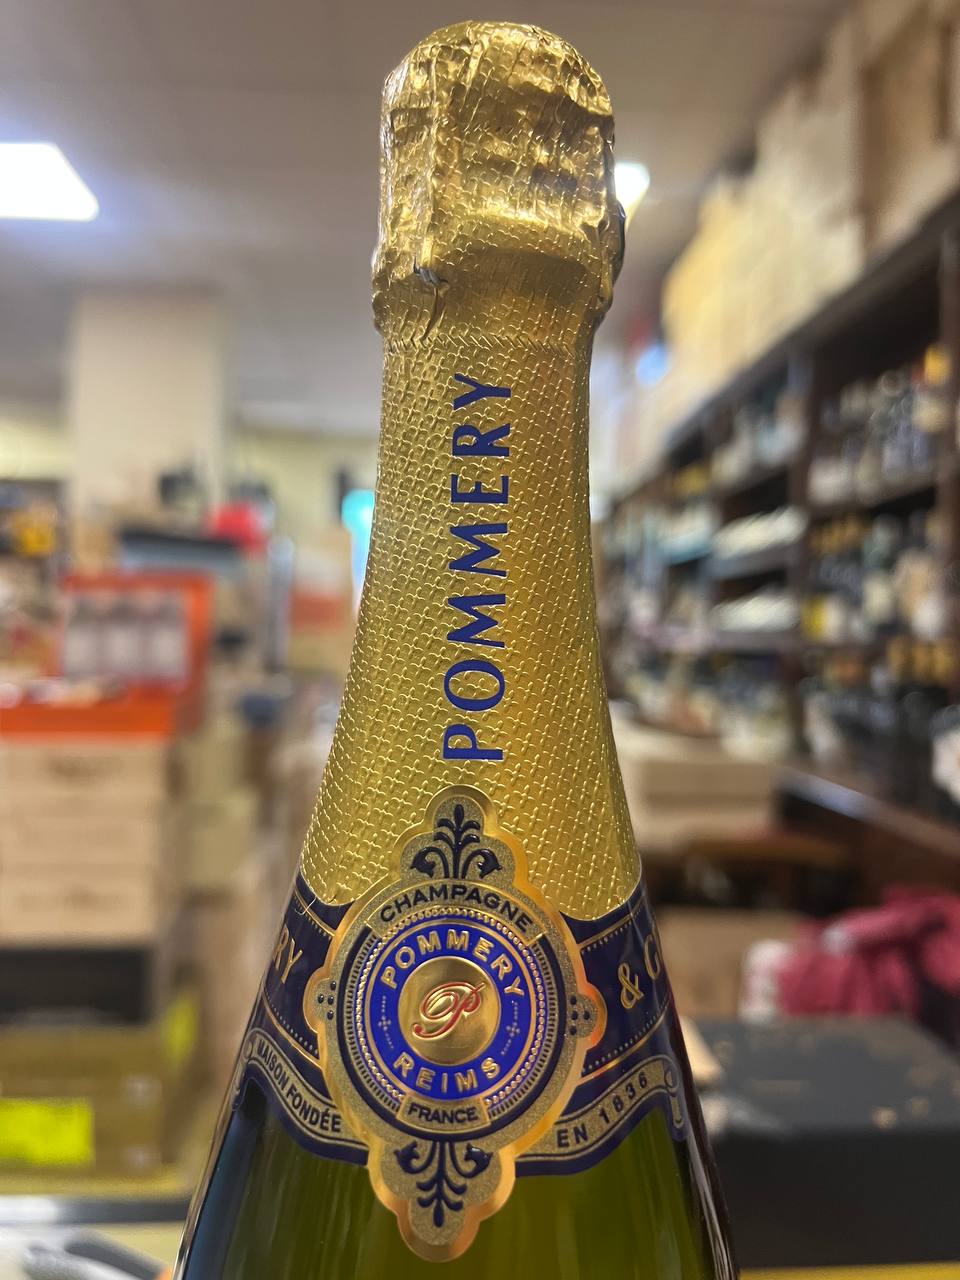 POMMERY
CHAMPAGNE
POMMERY
P
REIMS
FRANCE
RY
& C
MAISON FONDÉE
EN 1836